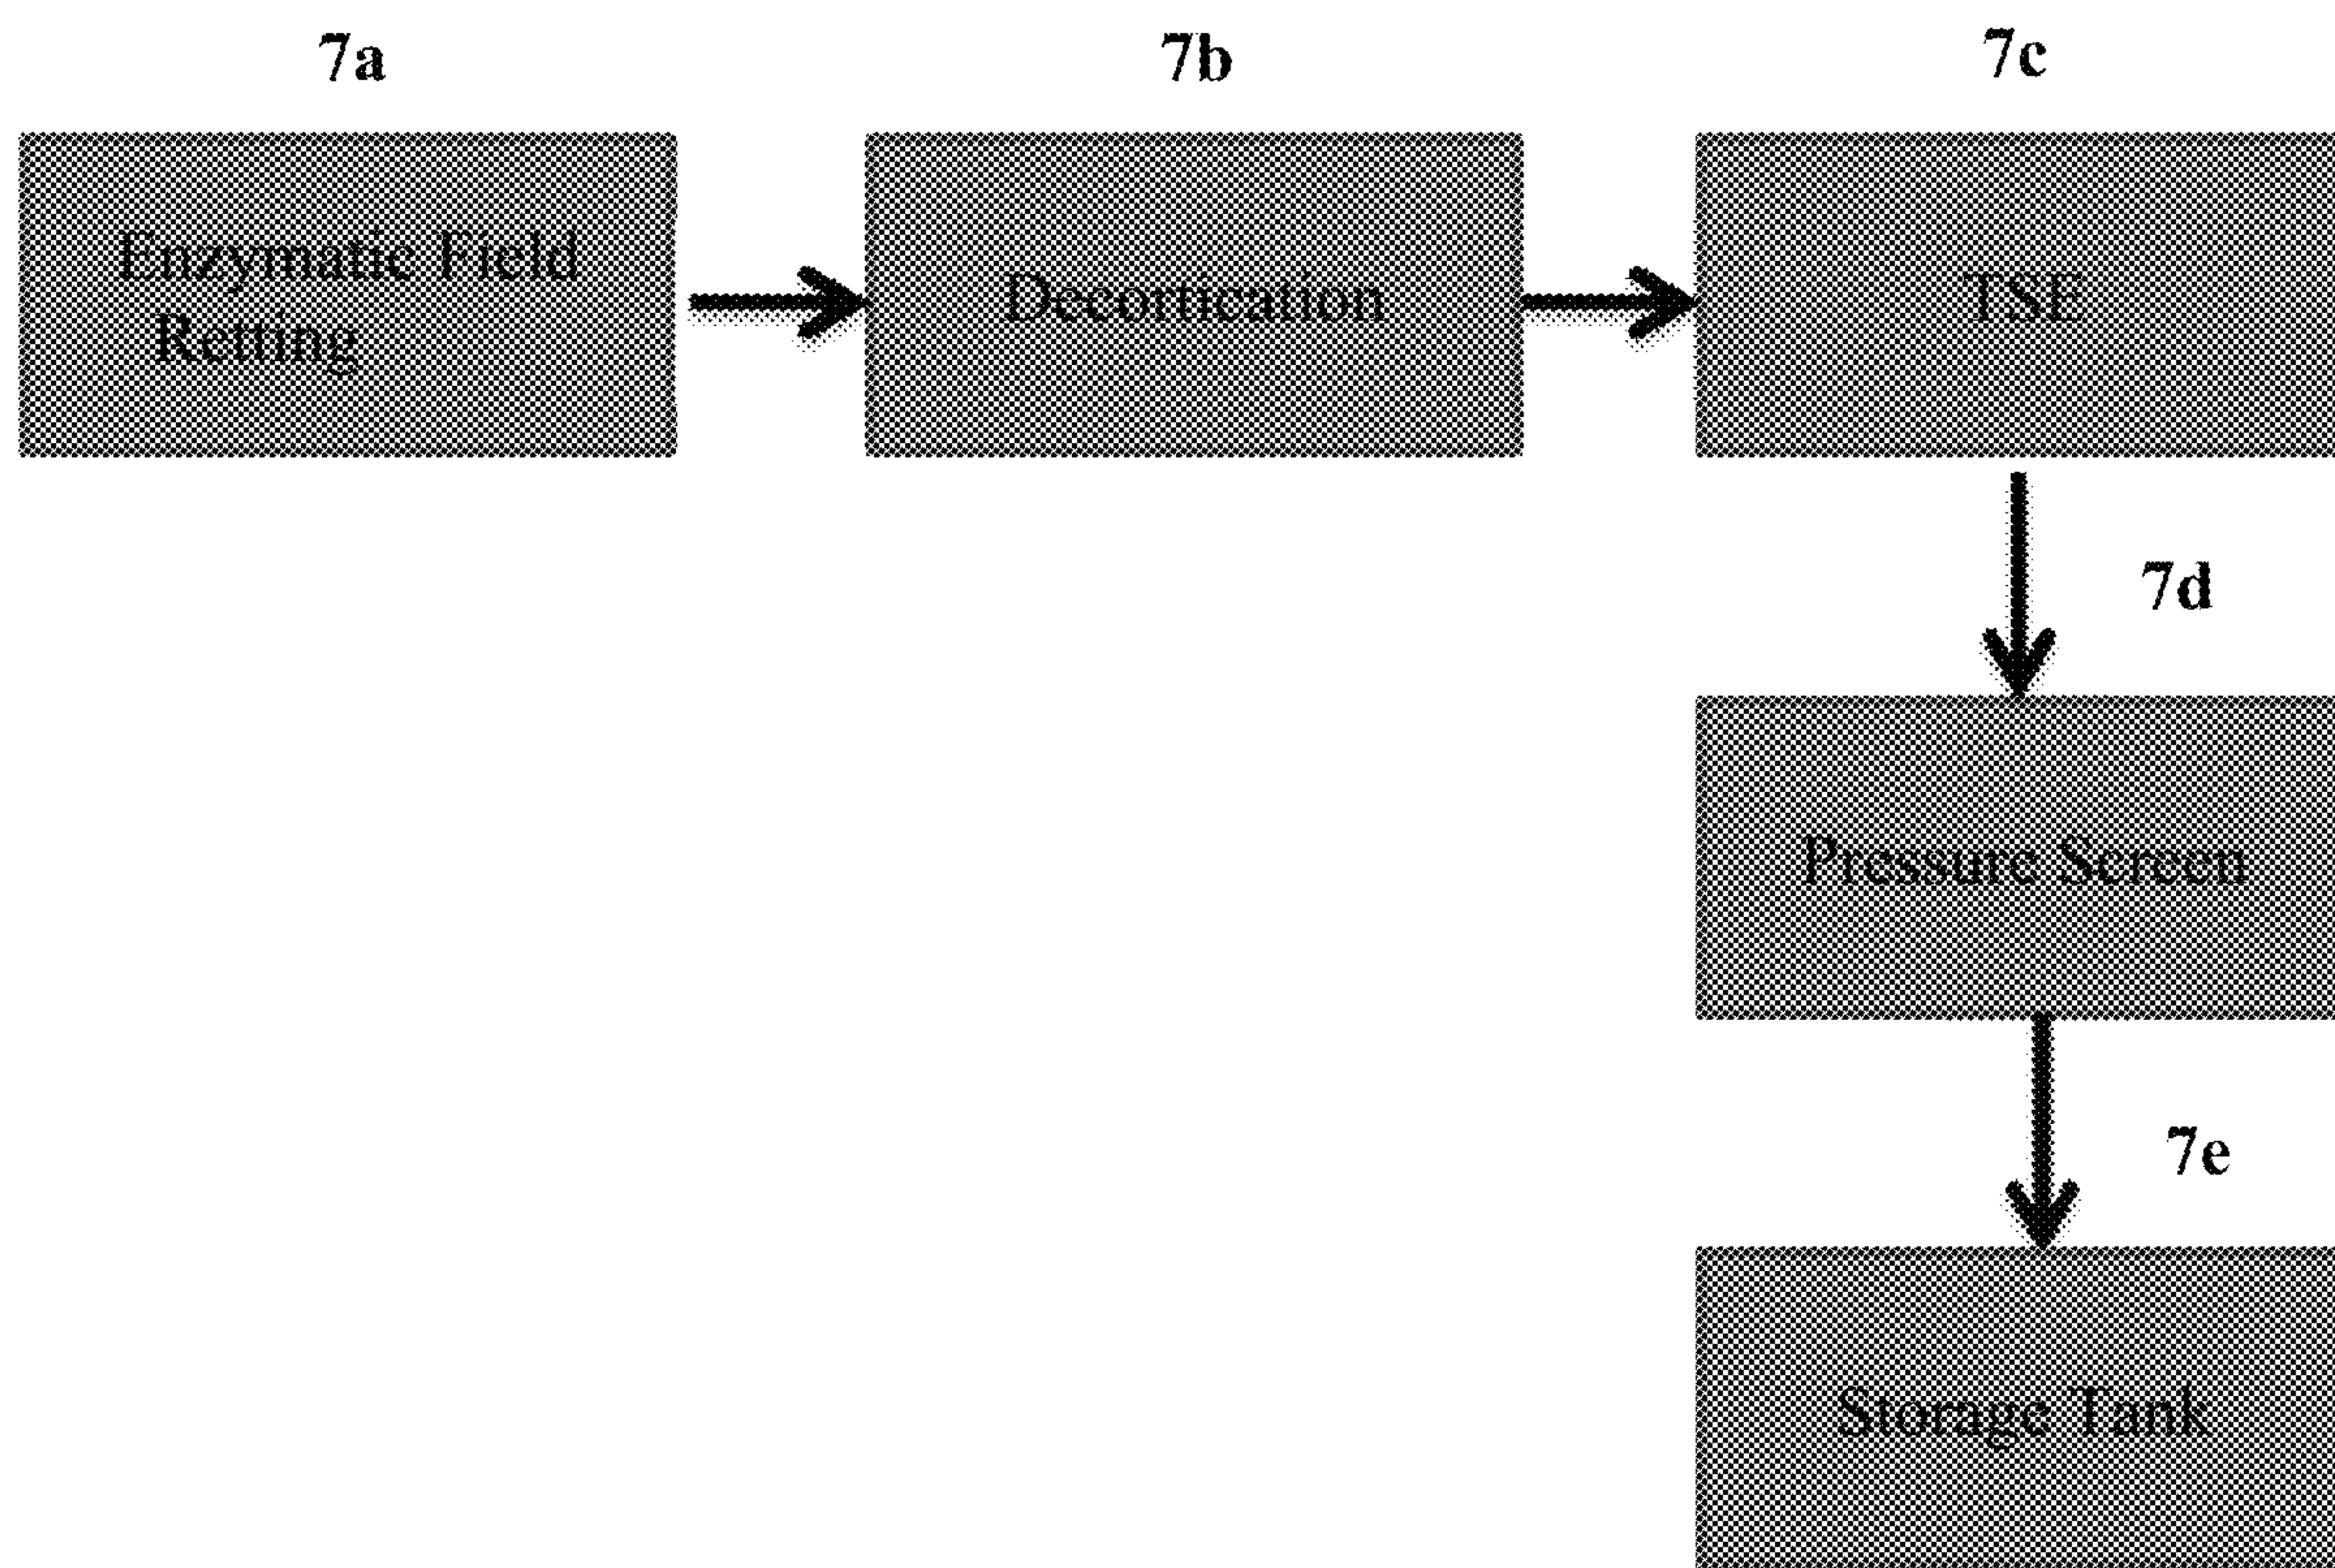 7a
7b
7c
Enzymatic Field
Retting
Decortication
TSE
7d
Pressure Screen
7e
Storage Tank